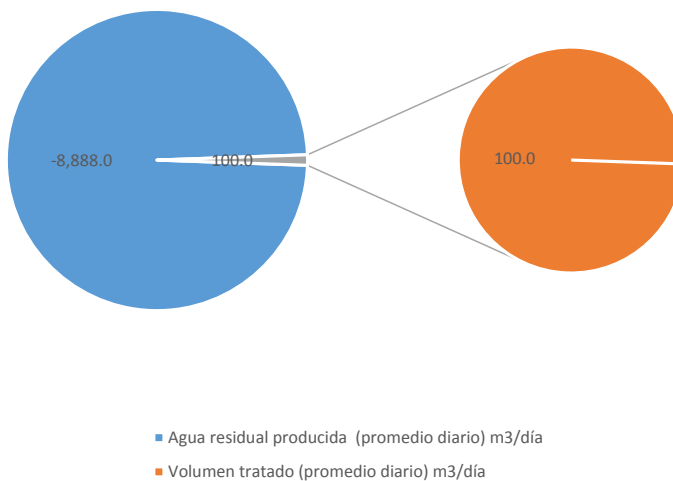 -8,888.0
100.0
100.0
Agua residual producida (promedio diario) m3/día
Volumen tratado (promedio diario) m3/día